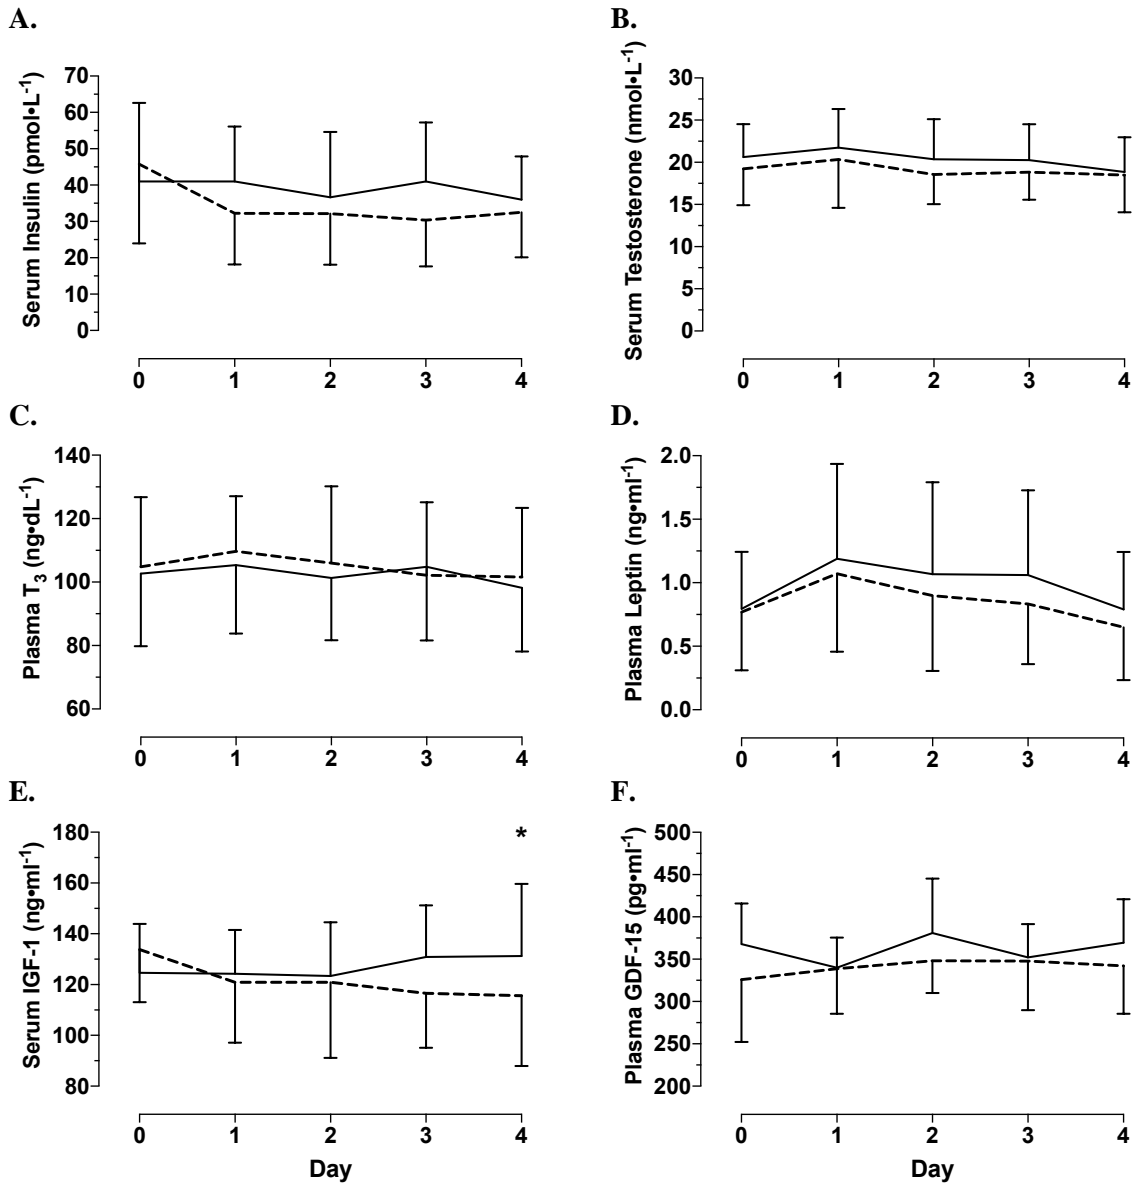 A.
Serum Insulin (pmol•L-1)
70
60
50
40
30
20
10
0
0 1 2 3 4
B.
Serum Testosterone (nmol•L-1)
30
25
20
15
10
5
0
0 1 2 3 4
C.
Plasma T3 (ng•dL-1)
140
120
100
80
60
0 1 2 3 4
D.
Plasma Leptin (ng•ml-1)
2.0
1.5
1.0
0.5
0.0
0 1 2 3 4
E.
Serum IGF-1 (ng•ml-1)
180
160
140
120
100
80
*
0 1 2 3 4
Day
F.
Plasma GDF-15 (pg•ml-1)
500
450
400
350
300
250
200
0 1 2 3 4
Day